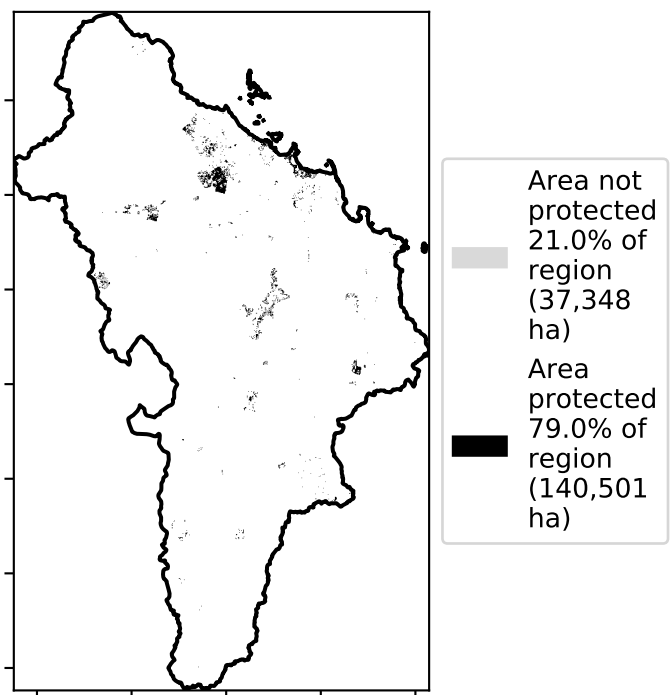 Area not
protected
21.0% of
region
(37,348
ha)
Area
protected
79.0% of
region
(140,501
ha)